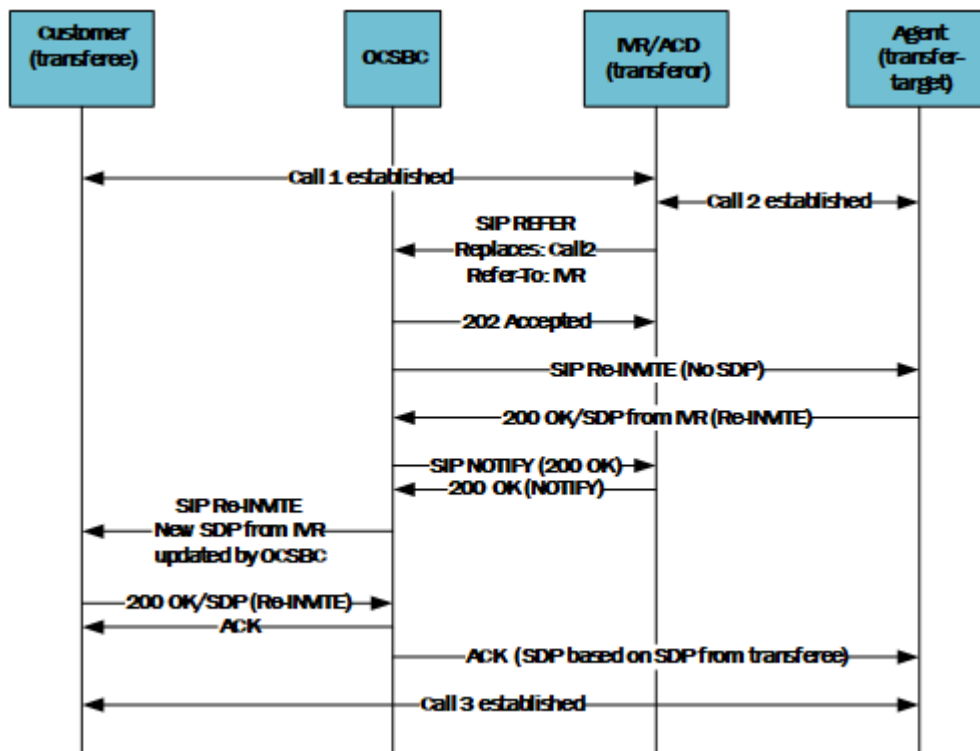 Customer
(transferee)
OCSBC
IVR/ACD
(transferor)
Agent
(transfer-
target)
Call 1 established
Call 2 established
SIP REFER
Replaces: Call2
Refer-To: IVR
202 Accepted
SIP Re-INVITE (No SDP)
200 OK/SDP from IVR (Re-INVITE)
SIP NOTIFY (200 OK)
200 OK (NOTIFY)
SIP Re-INVITE
New SDP from IVR
updated by OCSBC
200 OK/SDP (Re-INVITE)
ACK
ACK (SDP based on SDP from transferee)
Call 3 established